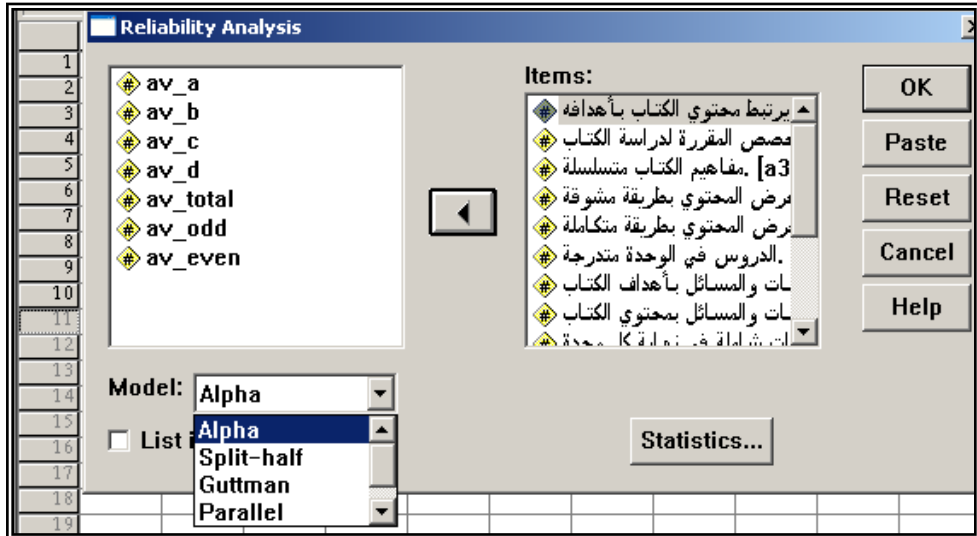 Reliability Analysis
1
2
3
4
5
6
7
8
9
10
11
12
13
14
15
16
17
18
19
av_a
av_b
av_c
av_d
av_total
av_odd
av_even
Items:
يرتبط محتوي الكتاب بأهدافه
المقررة لدراسة الكتاب
[a3 .مفاهيم الكتاب متسلسلة
المحتوي بطريقة مشوقة
المحتوي بطريقة متكاملة
.الدروس في الوحدة متدرجة
والمسائل بأهداف الكتاب
والمسائل بمحتوي الكتاب
OK
Paste
Reset
Cancel
Help
Model:
Alpha
List
Alpha
Split-half
Guttman
Parallel
Statistics...